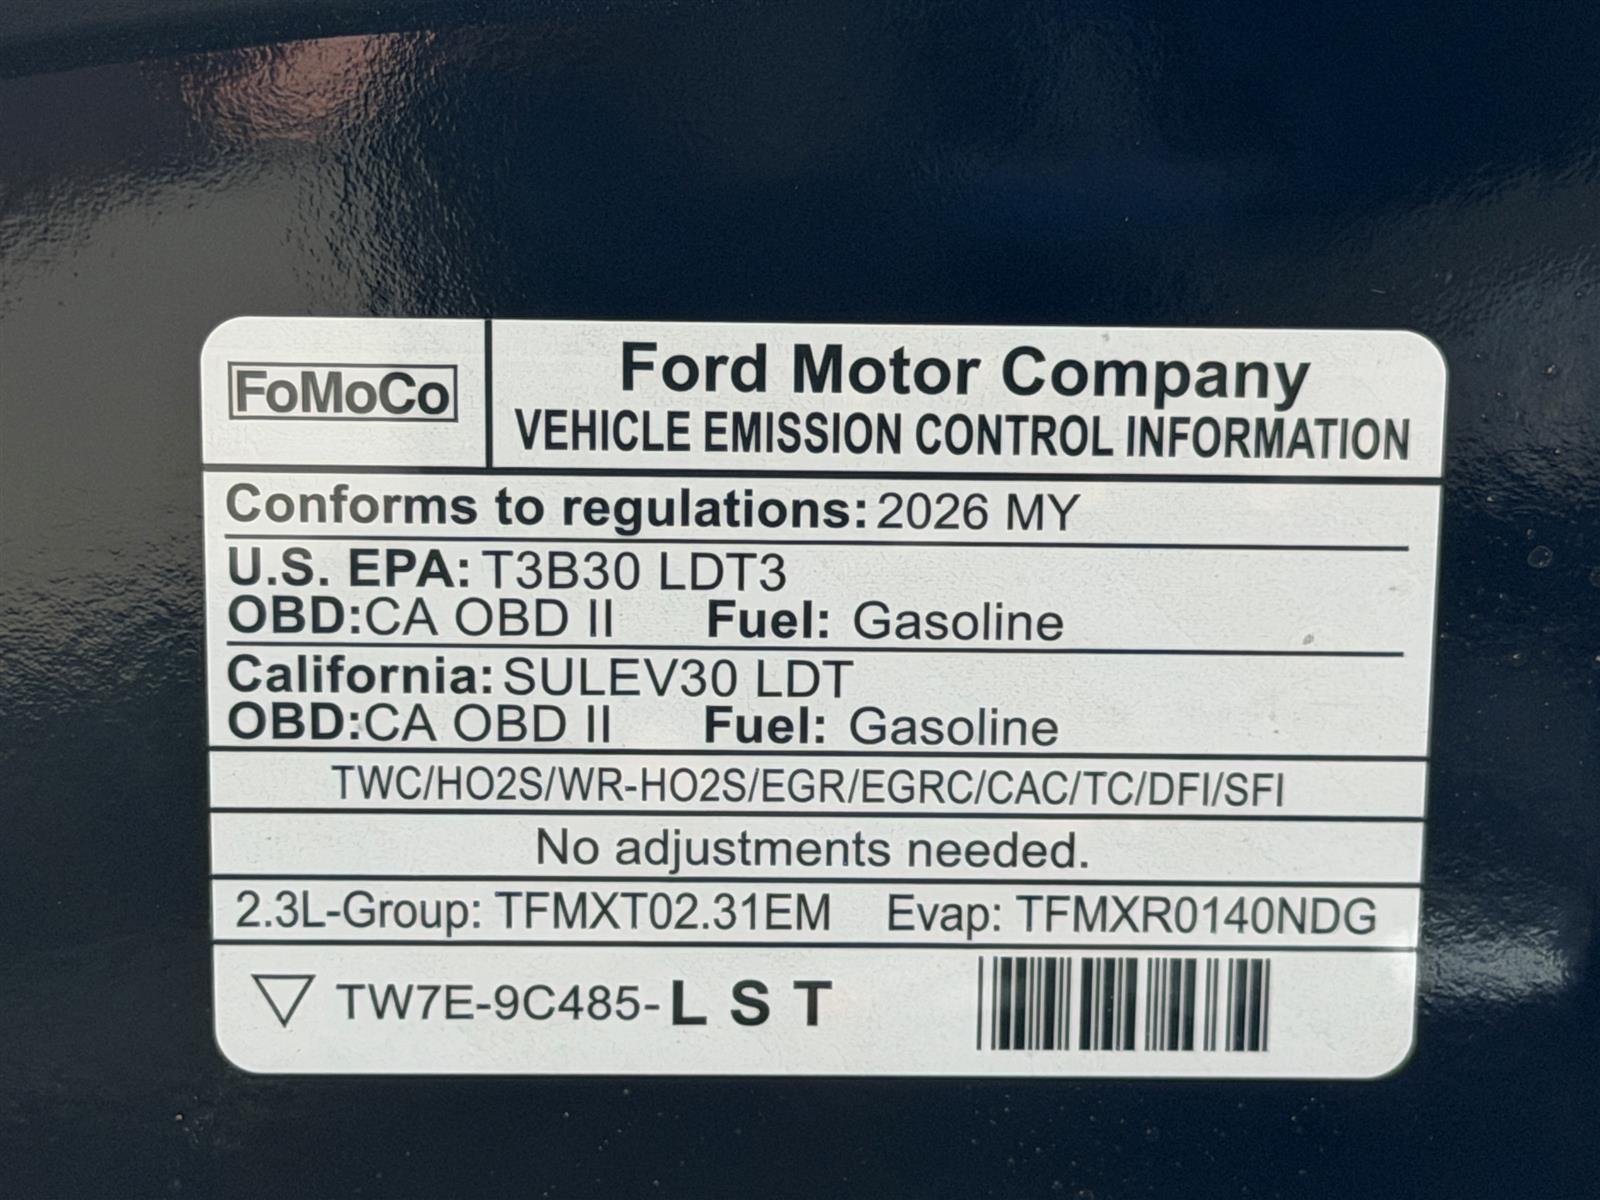 FoMoCo
Ford Motor Company
VEHICLE EMISSION CONTROL INFORMATION
Conforms to regulations: 2026 MY
U.S. EPA: T3B30 LDT3
OBD: CA OBD II Fuel: Gasoline
California: SULEV30 LDT
OBD: CA OBD II Fuel: Gasoline
TWC/HO2S/WR-HO2S/EGR/EGRC/CAC/TC/DFI/SFI
No adjustments needed.
2.3L-Group: TFMXT02.31EM Evap: TFMXR0140NDG
TW7E-9C485-L S T